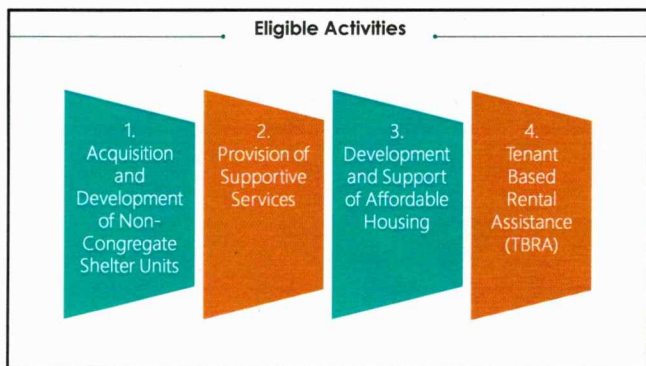 Eligible Activities
1.
Acquisition
and
Development
of Non-
Congregate
Shelter Units
2.
Provision of
Supportive
Services
3.
Development
and Support
of Affordable
Housing
4.
Tenant
Based
Rental
Assistance
(TBRA)